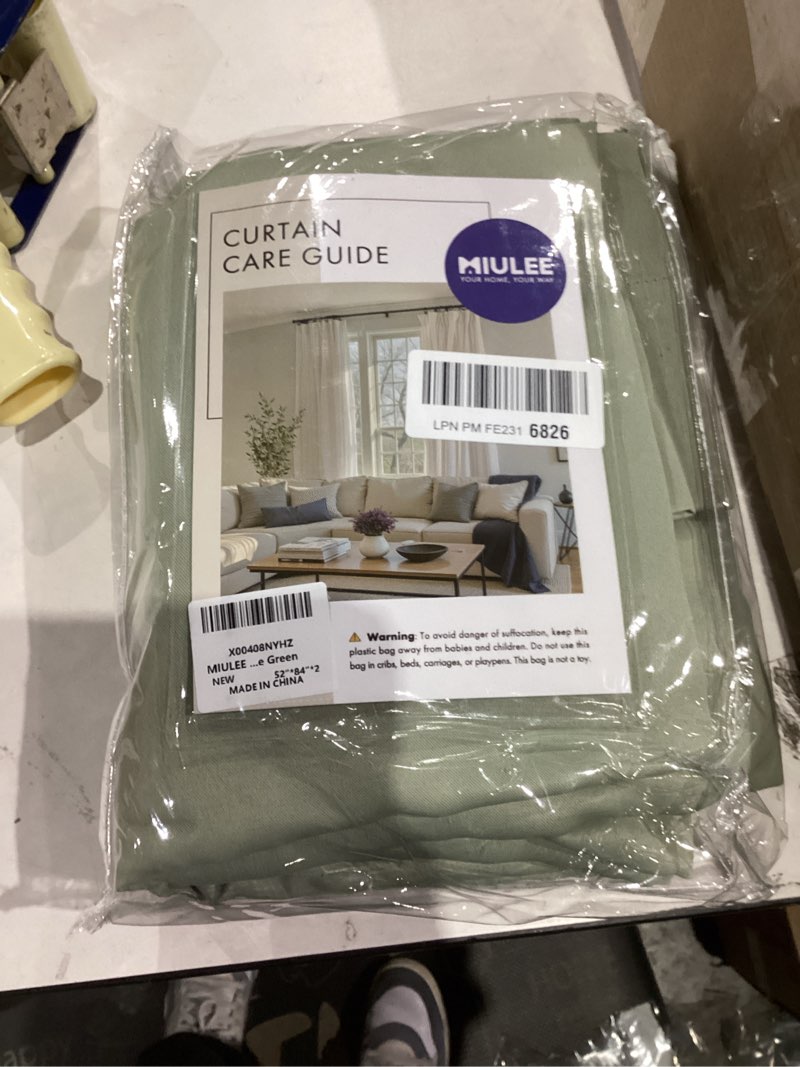 CURTAIN
CARE GUIDE
MIULEE
YOUR HOME, YOUR WAY
LPN PM FE231 6826
X00408NYHZ
MIULEE ...e Green
NEW 52"*84"*2
MADE IN CHINA
⚠ Warning: To avoid danger of suffocation, keep this
plastic bag away from babies and children. Do not use this
bag in cribs, beds, carriages, or playpens. This bag is not a toy.